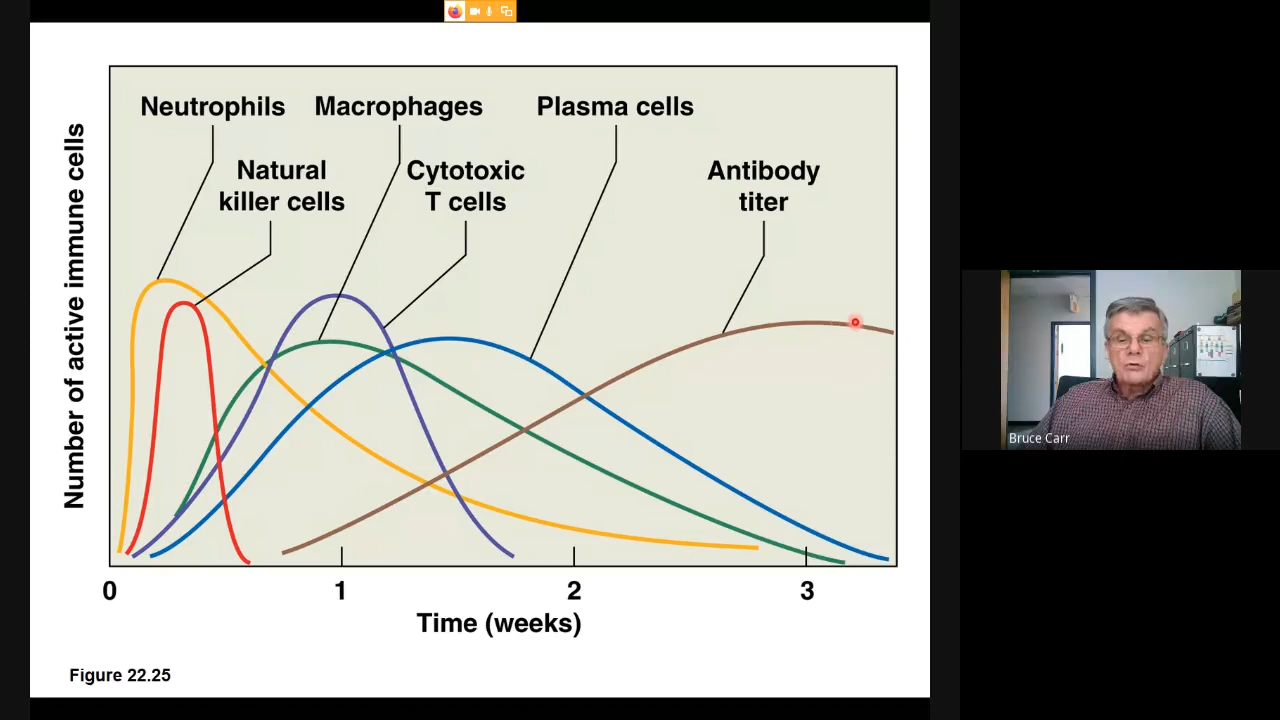 Neutrophils
Macrophages
Plasma cells
Natural
killer cells
Cytotoxic
T cells
Antibody
titer
Number of active immune cells
0
1
2
3
Time (weeks)
Figure 22.25
Bruce Carr